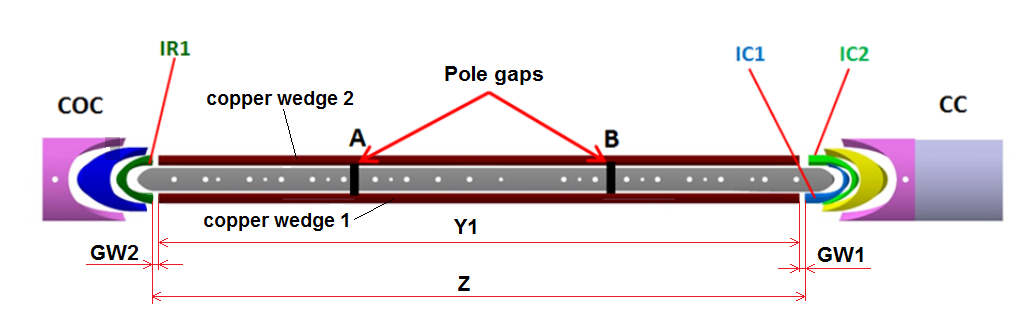 IR1
IC1
IC2
Pole gaps
COC
copper wedge 2
A
B
CC
copper wedge 1
Y1
GW2
GW1
Z